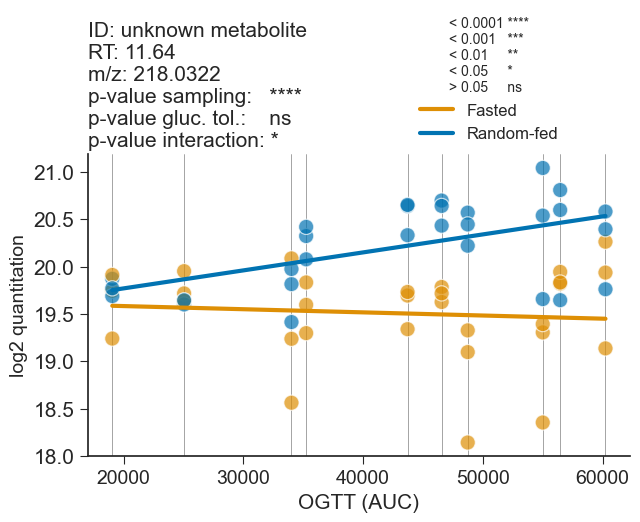 ID: unknown metabolite
RT: 11.64
m/z: 218.0322
p-value sampling: ****
p-value gluc. tol.: ns
p-value interaction: *
< 0.0001 ****
< 0.001 ***
< 0.01 **
< 0.05 *
> 0.05 ns
Fasted
Random-fed
log2 quantitation
21.0
20.5
20.0
19.5
19.0
18.5
18.0
20000 30000 40000 50000 60000
OGTT (AUC)